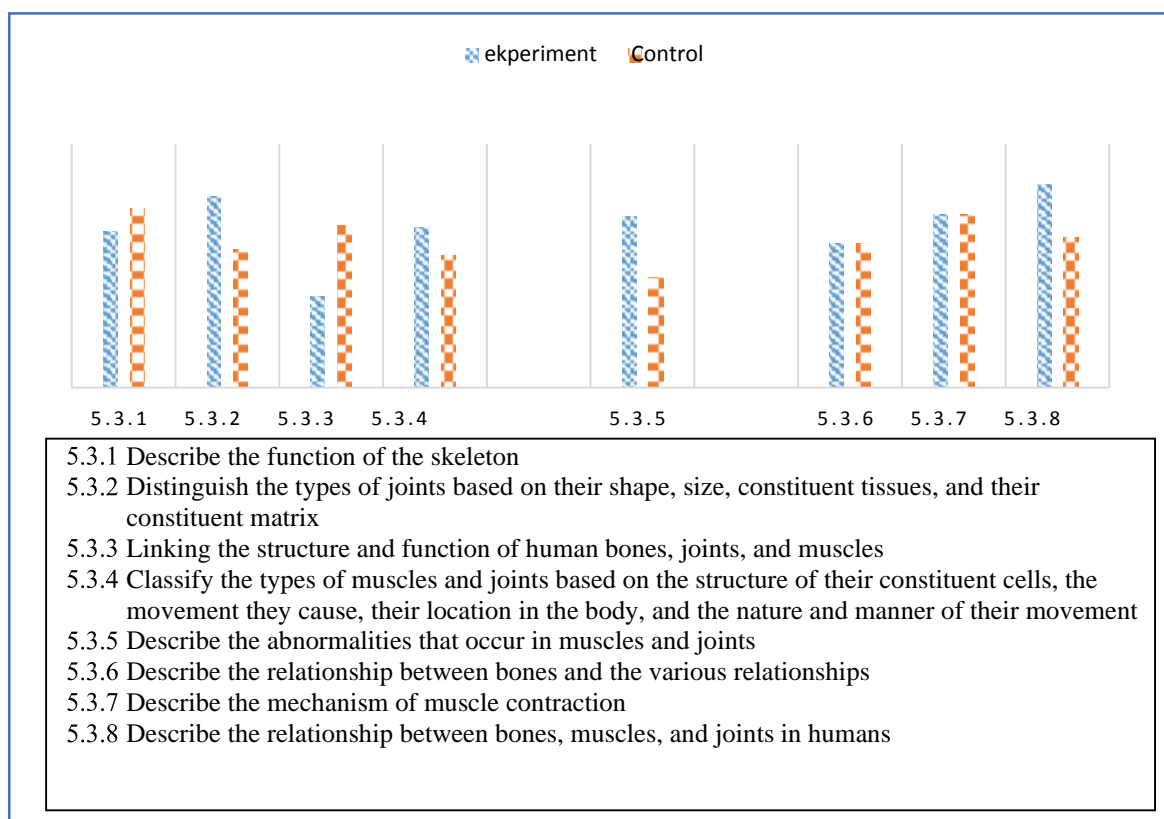 ekperiment Control
5.3.1 5.3.2 5.3.3 5.3.4 5.3.5 5.3.6 5.3.7 5.3.8
5.3.1 Describe the function of the skeleton
5.3.2 Distinguish the types of joints based on their shape, size, constituent tissues, and their
constituent matrix
5.3.3 Linking the structure and function of human bones, joints, and muscles
5.3.4 Classify the types of muscles and joints based on the structure of their constituent cells, the
movement they cause, their location in the body, and the nature and manner of their movement
5.3.5 Describe the abnormalities that occur in muscles and joints
5.3.6 Describe the relationship between bones and the various relationships
5.3.7 Describe the mechanism of muscle contraction
5.3.8 Describe the relationship between bones, muscles, and joints in humans